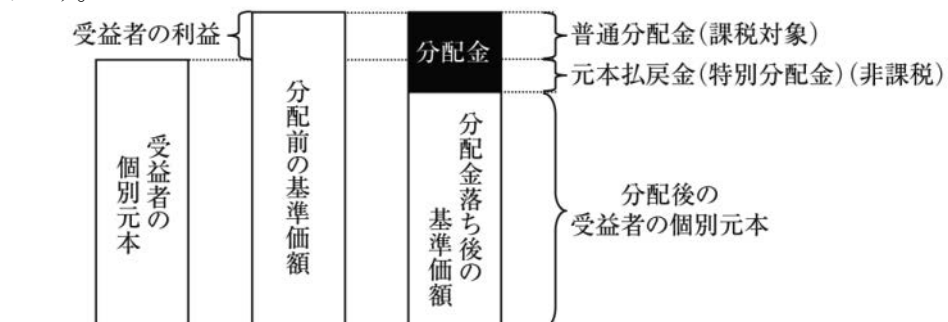 受益者の利益
分配金
普通分配金(課税対象)
元本払戻金(特別分配金)(非課税)
受益者の
個別元本
分配前の基準価額
分配金落ち後の
基準価額
分配後の
受益者の個別元本